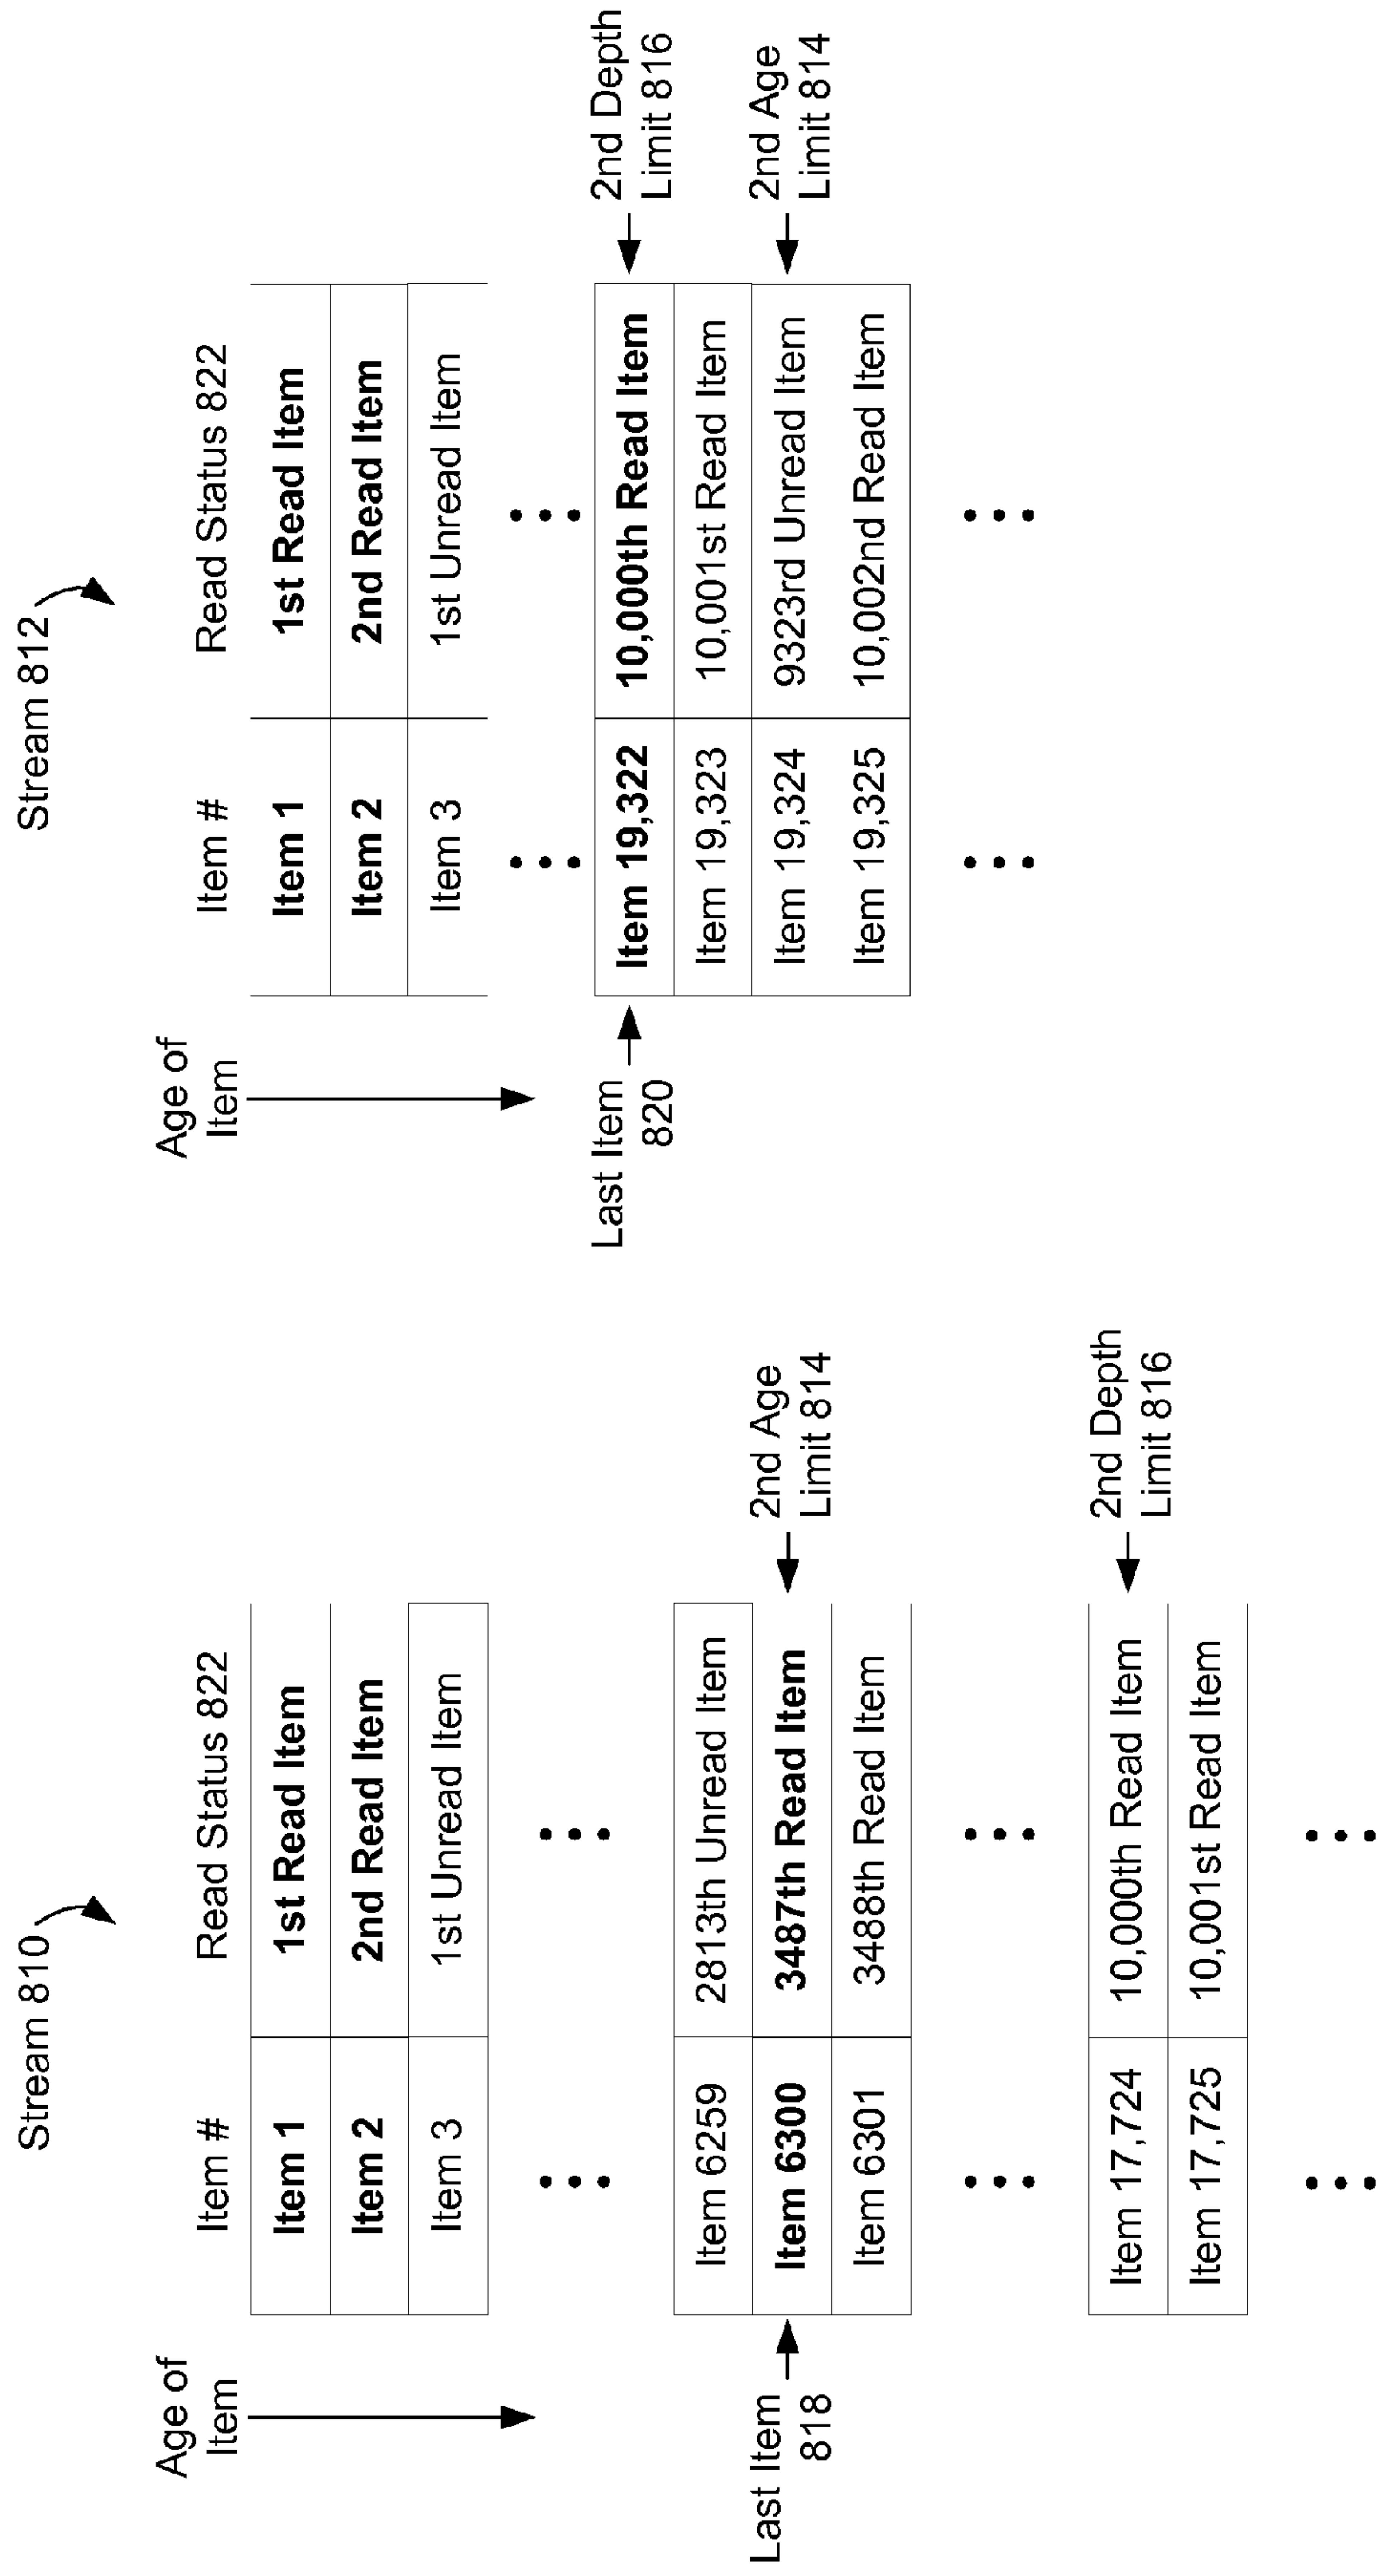 Stream 810
Age of
Item
Item #
Read Status 822
Item 1
1st Read Item
Item 2
2nd Read Item
Item 3
1st Unread Item
Item 6259
2813th Unread Item
Last Item
818
Item 6300
3487th Read Item
2nd Age
Limit 814
Item 6301
3488th Read Item
Item 17,724
10,000th Read Item
2nd Depth
Limit 816
Item 17,725
10,001st Read Item
Stream 812
Age of
Item
Item #
Read Status 822
Item 1
1st Read Item
Item 2
2nd Read Item
Item 3
1st Unread Item
Last Item
820
Item 19,322
10,000th Read Item
2nd Depth
Limit 816
Item 19,323
10,001st Read Item
Item 19,324
9323rd Unread Item
2nd Age
Limit 814
Item 19,325
10,002nd Read Item